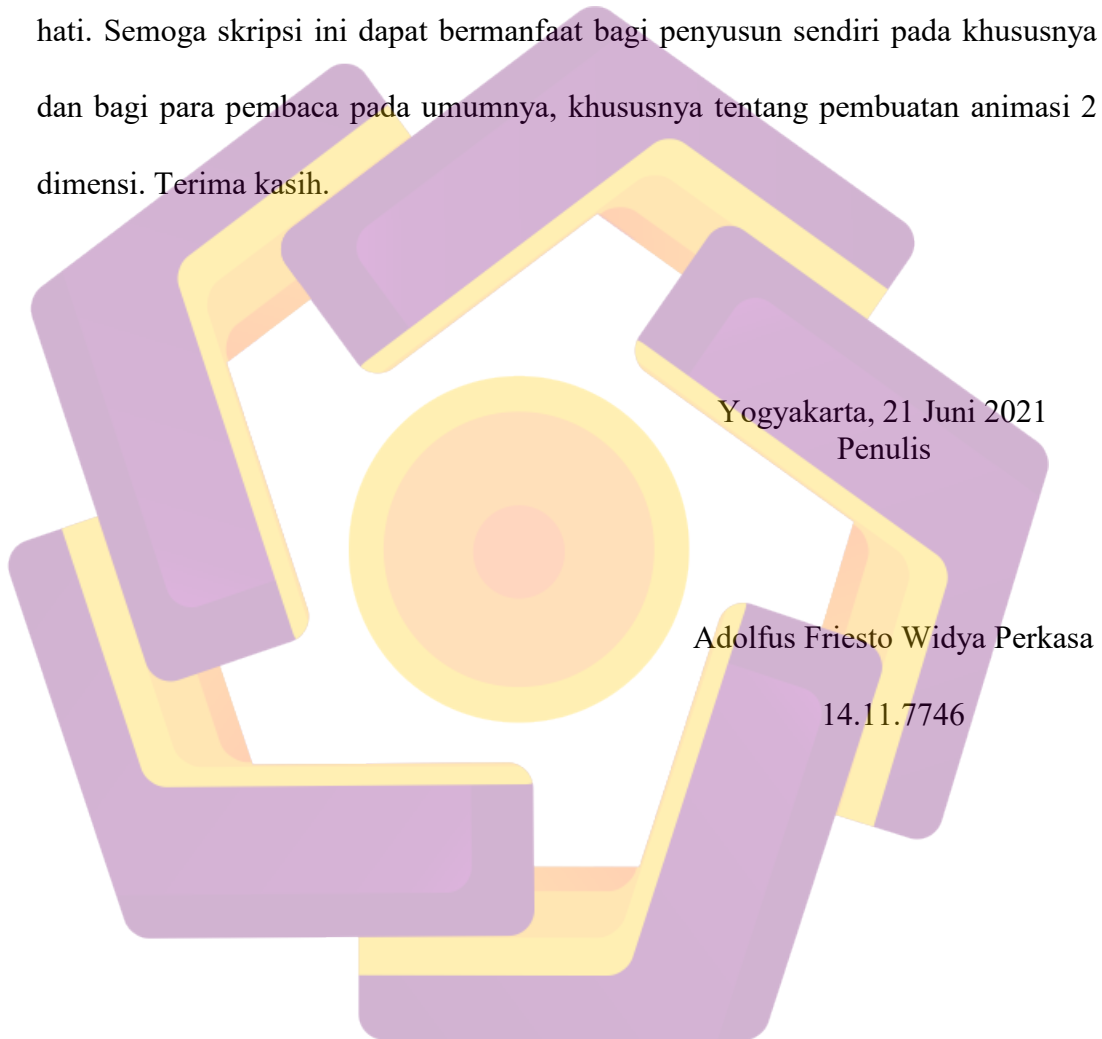 hati. Semoga skripsi ini dapat bermanfaat bagi penyusun sendiri pada khususnya
dan bagi para pembaca pada umumnya, khususnya tentang pembuatan animasi 2
dimensi. Terima kasih.
Yogyakarta, 21 Juni 2021
Penulis
Adolfus Friesto Widya Perkasa
14.11.7746